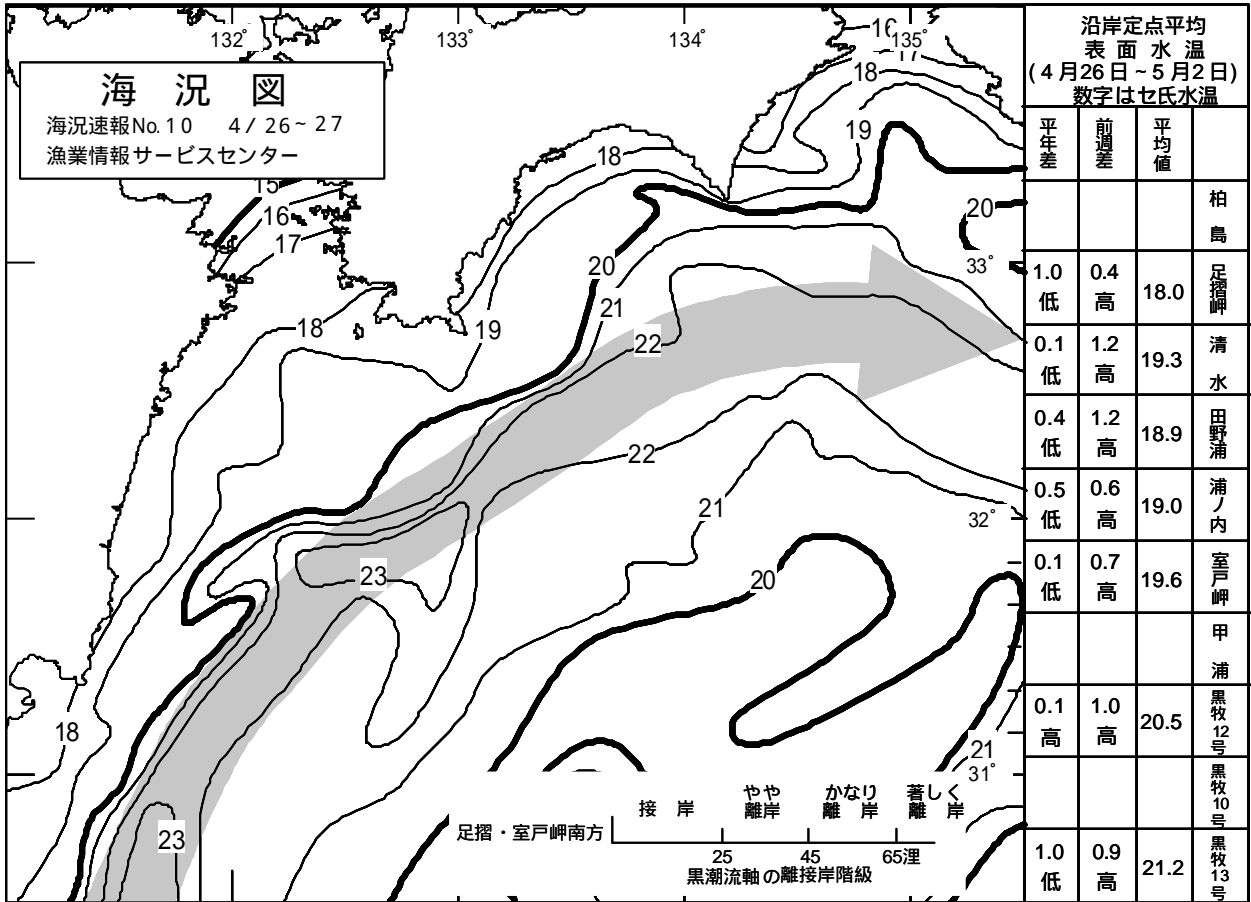 海 況 図
海況速報No.10 4/26~27
漁業情報サービスセンター
132°
133°
134°
135°
16
17
18
19
18
15
16
17
20
33°
20
18
19
21
22
22
32°
21
23
20
18
21
31°
23
接 岸
やや
離岸
かなり
離 岸
著しく
離 岸
足摺・室戸岬南方
25 45 65浬
黒潮流軸の離接岸階級
沿岸定点平均
表 面 水 温
(4月26日~5月2日)
数字はセ氏水温
平年差 前週差 平均値
柏島
1.0低 0.4高 18.0 足摺岬
0.1低 1.2高 19.3 清水
0.4低 1.2高 18.9 田野浦
0.5低 0.6高 19.0 浦ノ内
0.1低 0.7高 19.6 室戸岬
甲浦
0.1高 1.0高 20.5 黒牧12号
黒牧10号
1.0低 0.9高 21.2 黒牧13号